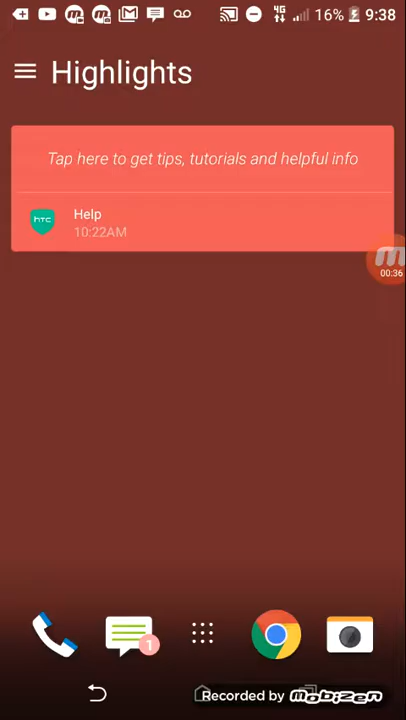 16% 9:38
Highlights
Tap here to get tips, tutorials and helpful info
htc Help
10:22AM
00:36
1
Recorded by mobizen